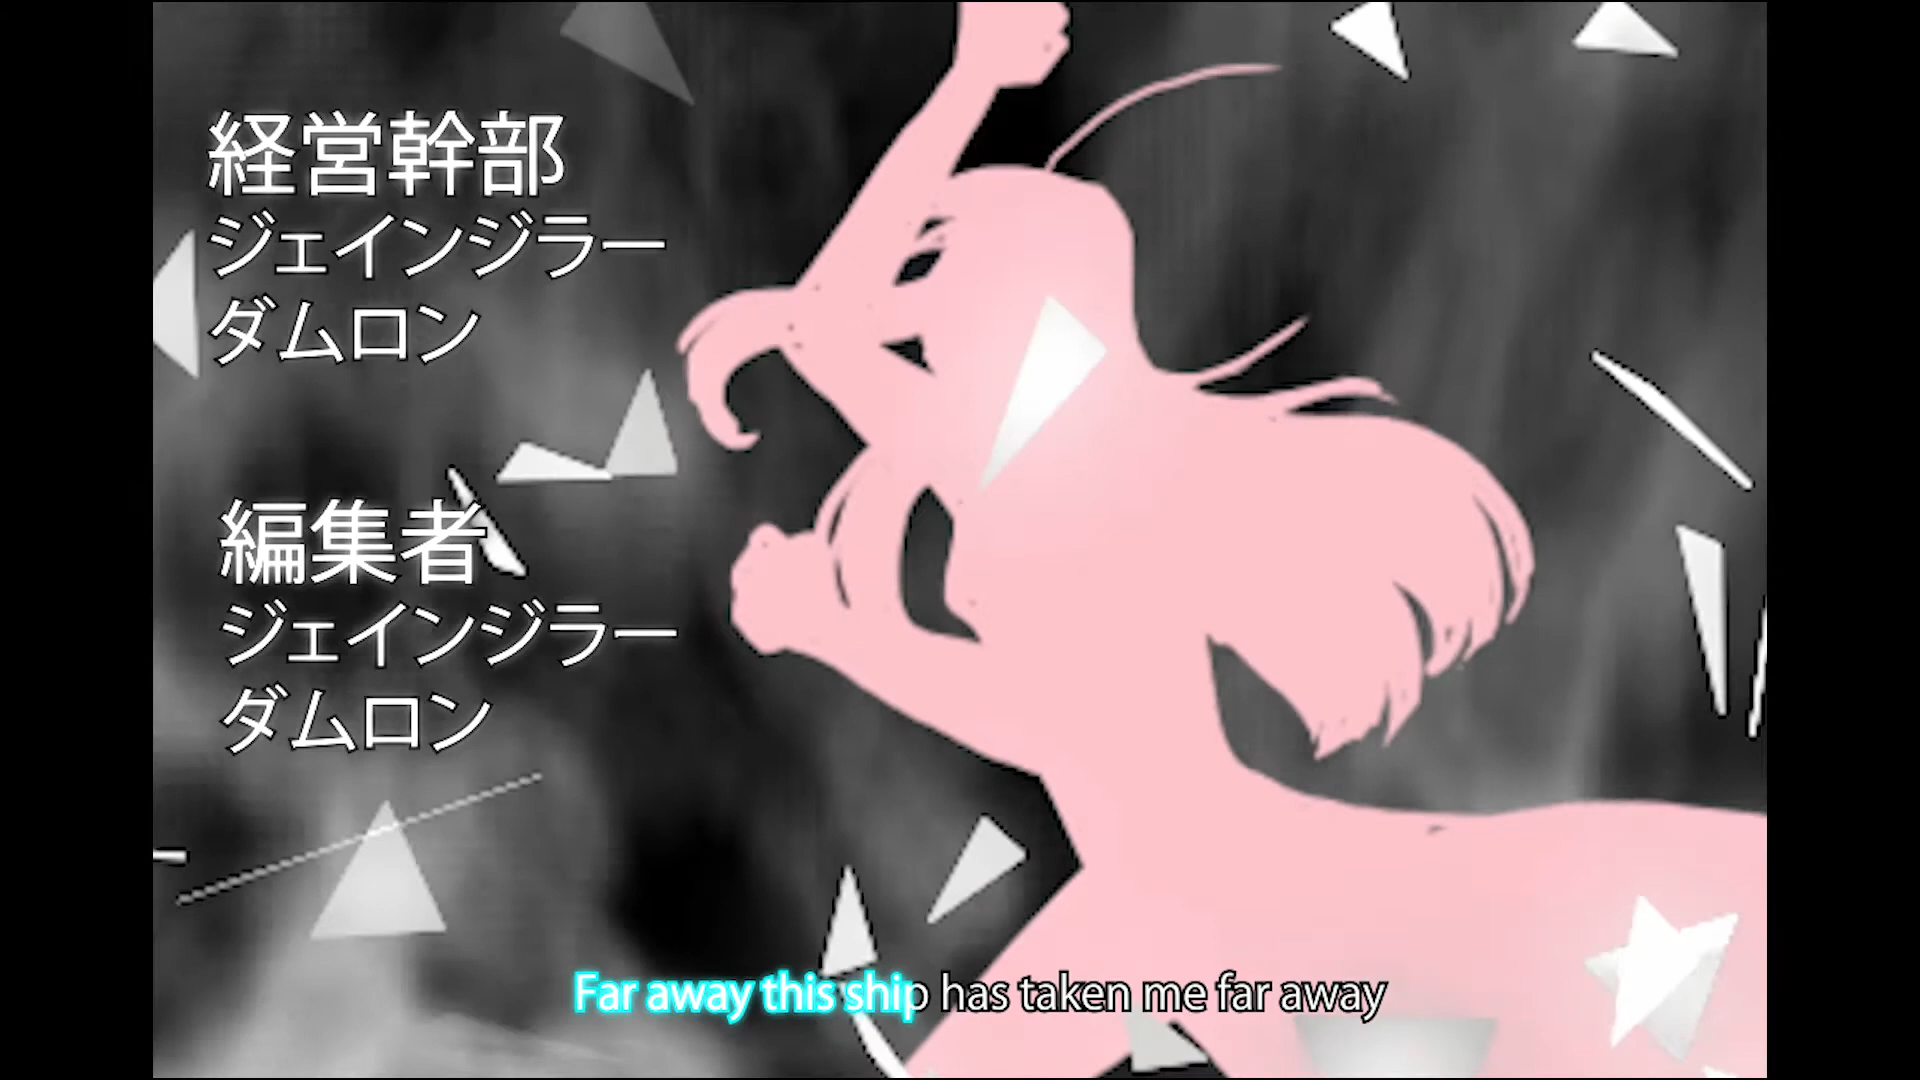 経営幹部
ジェインジラー
ダムロン
編集者
ジェインジラー
ダムロン
Far away this ship has taken me far away